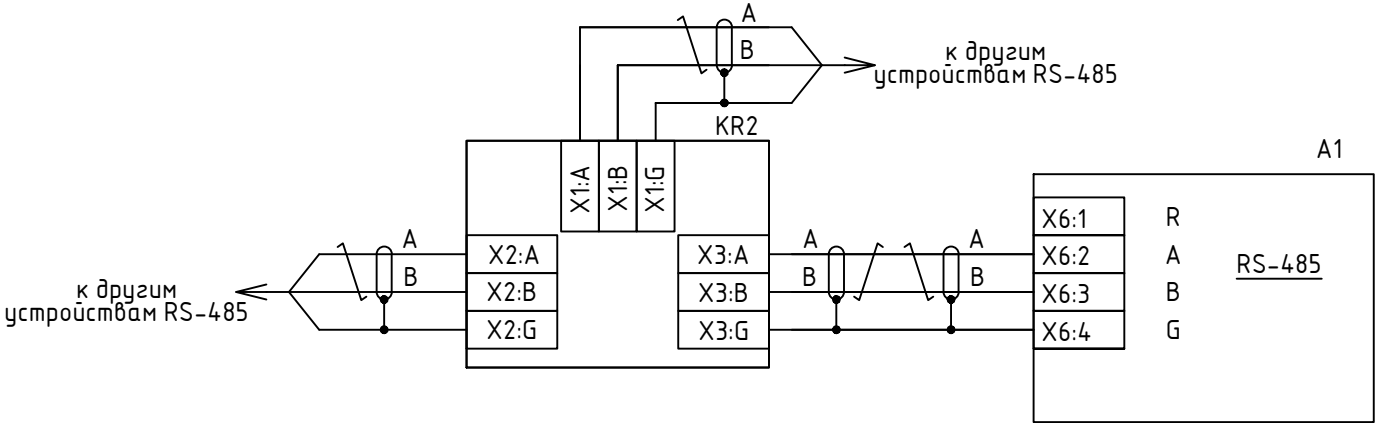 A
B
к другим
устройствам RS-485
KR2
A1
X1:A
X1:B
X1:G
X6:1
R
A
X2:A
X3:A
A
A
X6:2
A
RS-485
B
X2:B
X3:B
B
B
X6:3
B
к другим
устройствам RS-485
X2:G
X3:G
X6:4
G